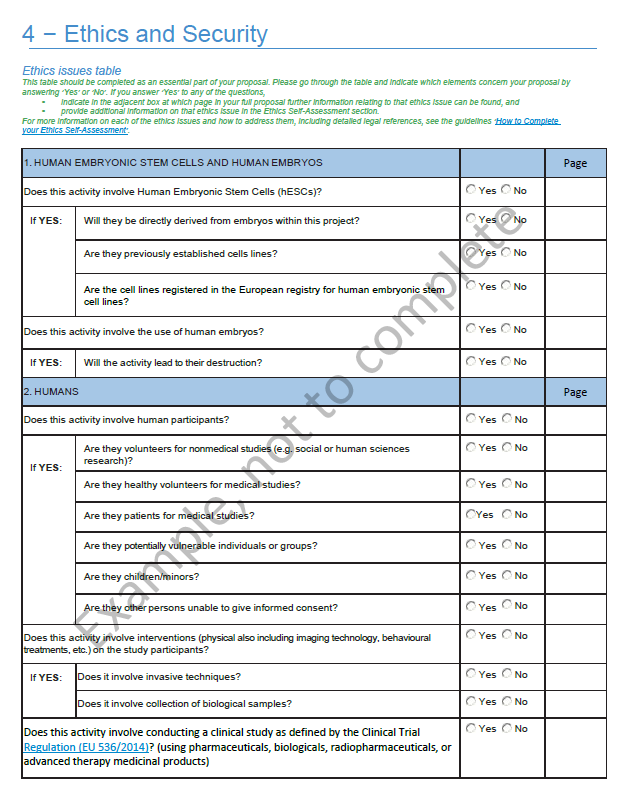 4 – Ethics and Security
Ethics issues table
This table should be completed as an essential part of your proposal. Please go through the table and indicate which elements concern your proposal by
answering 'Yes' or 'No'. If you answer 'Yes' to any of the questions,
• indicate in the adjacent box at which page in your full proposal further information relating to that ethics issue can be found, and
• provide additional information on that ethics issue in the Ethics Self-Assessment section.
For more information on each of the ethics issues and how to address them, including detailed legal references, see the guidelines 'How to Complete
your Ethics Self-Assessment'.
1. HUMAN EMBRYONIC STEM CELLS AND HUMAN EMBRYOS Page
Does this activity involve Human Embryonic Stem Cells (hESCs)? Yes No
If YES: Will they be directly derived from embryos within this project? Yes No
Are they previously established cells lines? Yes No
Are the cell lines registered in the European registry for human embryonic stem
cell lines? Yes No
Does this activity involve the use of human embryos? Yes No
If YES: Will the activity lead to their destruction? Yes No
2. HUMANS Page
Does this activity involve human participants? Yes No
If YES: Are they volunteers for nonmedical studies (e.g. social or human sciences
research)? Yes No
Are they healthy volunteers for medical studies? Yes No
Are they patients for medical studies? Yes No
Are they potentially vulnerable individuals or groups? Yes No
Are they children/minors? Yes No
Are they other persons unable to give informed consent? Yes No
Does this activity involve interventions (physical also including imaging technology, behavioural
treatments, etc.) on the study participants? Yes No
If YES: Does it involve invasive techniques? Yes No
Does it involve collection of biological samples? Yes No
Does this activity involve conducting a clinical study as defined by the Clinical Trial
Regulation (EU 536/2014)? (using pharmaceuticals, biologicals, radiopharmaceuticals, or
advanced therapy medicinal products) Yes No
Example, not to complete